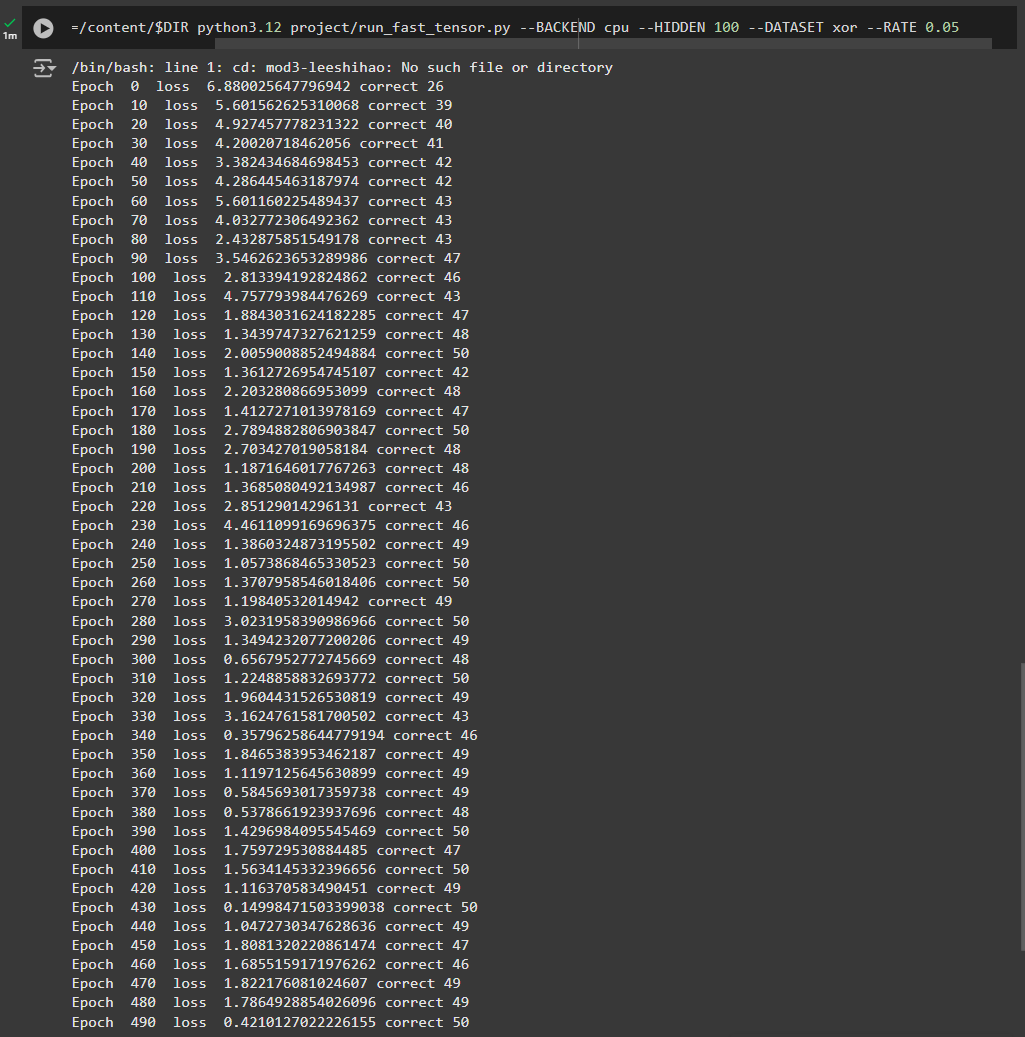 1m
=/content/$DIR python3.12 project/run_fast_tensor.py --BACKEND cpu --HIDDEN 100 --DATASET xor --RATE 0.05
/bin/bash: line 1: cd: mod3-leeshihao: No such file or directory
Epoch  0  loss  6.880025647796942 correct 26
Epoch  10  loss  5.601562625310068 correct 39
Epoch  20  loss  4.927457778231322 correct 40
Epoch  30  loss  4.20020718462056 correct 41
Epoch  40  loss  3.382434684698453 correct 42
Epoch  50  loss  4.286445463187974 correct 42
Epoch  60  loss  5.601160225489437 correct 43
Epoch  70  loss  4.032772306492362 correct 43
Epoch  80  loss  2.432875851549178 correct 43
Epoch  90  loss  3.5462623653289986 correct 47
Epoch  100  loss  2.813394192824862 correct 46
Epoch  110  loss  4.757793984476269 correct 43
Epoch  120  loss  1.8843031624182285 correct 47
Epoch  130  loss  1.3439747327621259 correct 48
Epoch  140  loss  2.0059008852494884 correct 50
Epoch  150  loss  1.3612726954745107 correct 42
Epoch  160  loss  2.203280866953099 correct 48
Epoch  170  loss  1.4127271013978169 correct 47
Epoch  180  loss  2.7894882806903847 correct 50
Epoch  190  loss  2.703427019058184 correct 48
Epoch  200  loss  1.1871646017767263 correct 48
Epoch  210  loss  1.3685080492134987 correct 46
Epoch  220  loss  2.85129014296131 correct 43
Epoch  230  loss  4.4611099169696375 correct 46
Epoch  240  loss  1.3860324873195502 correct 49
Epoch  250  loss  1.0573868465330523 correct 50
Epoch  260  loss  1.3707958546018406 correct 50
Epoch  270  loss  1.19840532014942 correct 49
Epoch  280  loss  3.0231958390986966 correct 50
Epoch  290  loss  1.3494232077200206 correct 49
Epoch  300  loss  0.6567952772745669 correct 48
Epoch  310  loss  1.2248858832693772 correct 50
Epoch  320  loss  1.9604431526530819 correct 49
Epoch  330  loss  3.1624761581700502 correct 43
Epoch  340  loss  0.35796258644779194 correct 46
Epoch  350  loss  1.8465383953462187 correct 49
Epoch  360  loss  1.1197125645630899 correct 49
Epoch  370  loss  0.5845693017359738 correct 49
Epoch  380  loss  0.5378661923937696 correct 48
Epoch  390  loss  1.4296984095545469 correct 50
Epoch  400  loss  1.759729530884485 correct 47
Epoch  410  loss  1.5634145332396656 correct 50
Epoch  420  loss  1.116370583490451 correct 49
Epoch  430  loss  0.14998471503399038 correct 50
Epoch  440  loss  1.0472730347628636 correct 49
Epoch  450  loss  1.8081320220861474 correct 47
Epoch  460  loss  1.6855159171976262 correct 46
Epoch  470  loss  1.822176081024607 correct 49
Epoch  480  loss  1.7864928854026096 correct 49
Epoch  490  loss  0.4210127022226155 correct 50